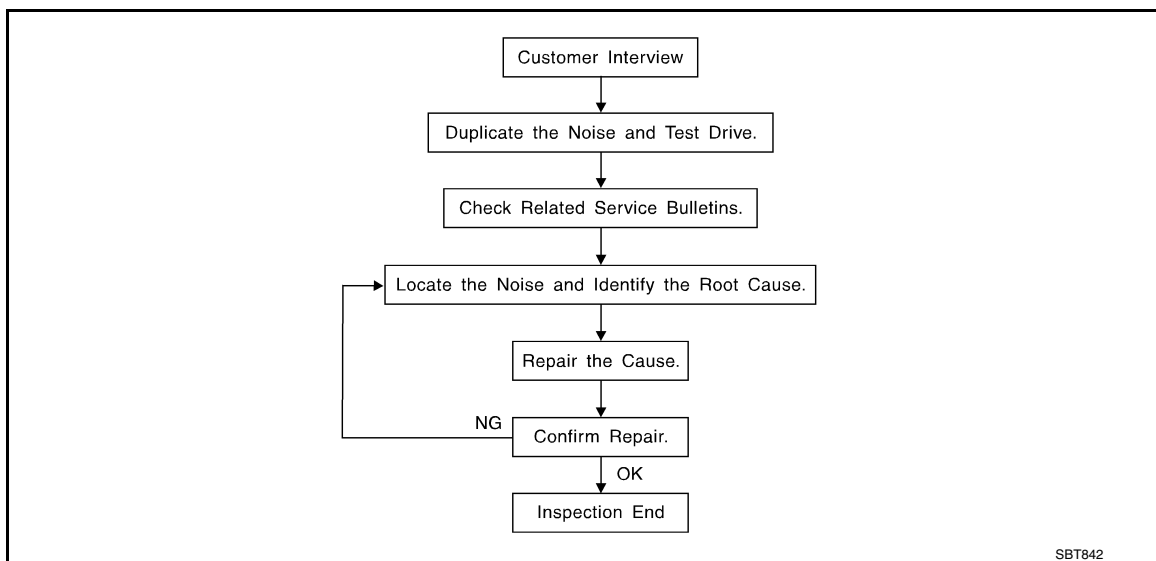 Customer Interview
Duplicate the Noise and Test Drive.
Check Related Service Bulletins.
Locate the Noise and Identify the Root Cause.
Repair the Cause.
NG
Confirm Repair.
OK
Inspection End
SBT842